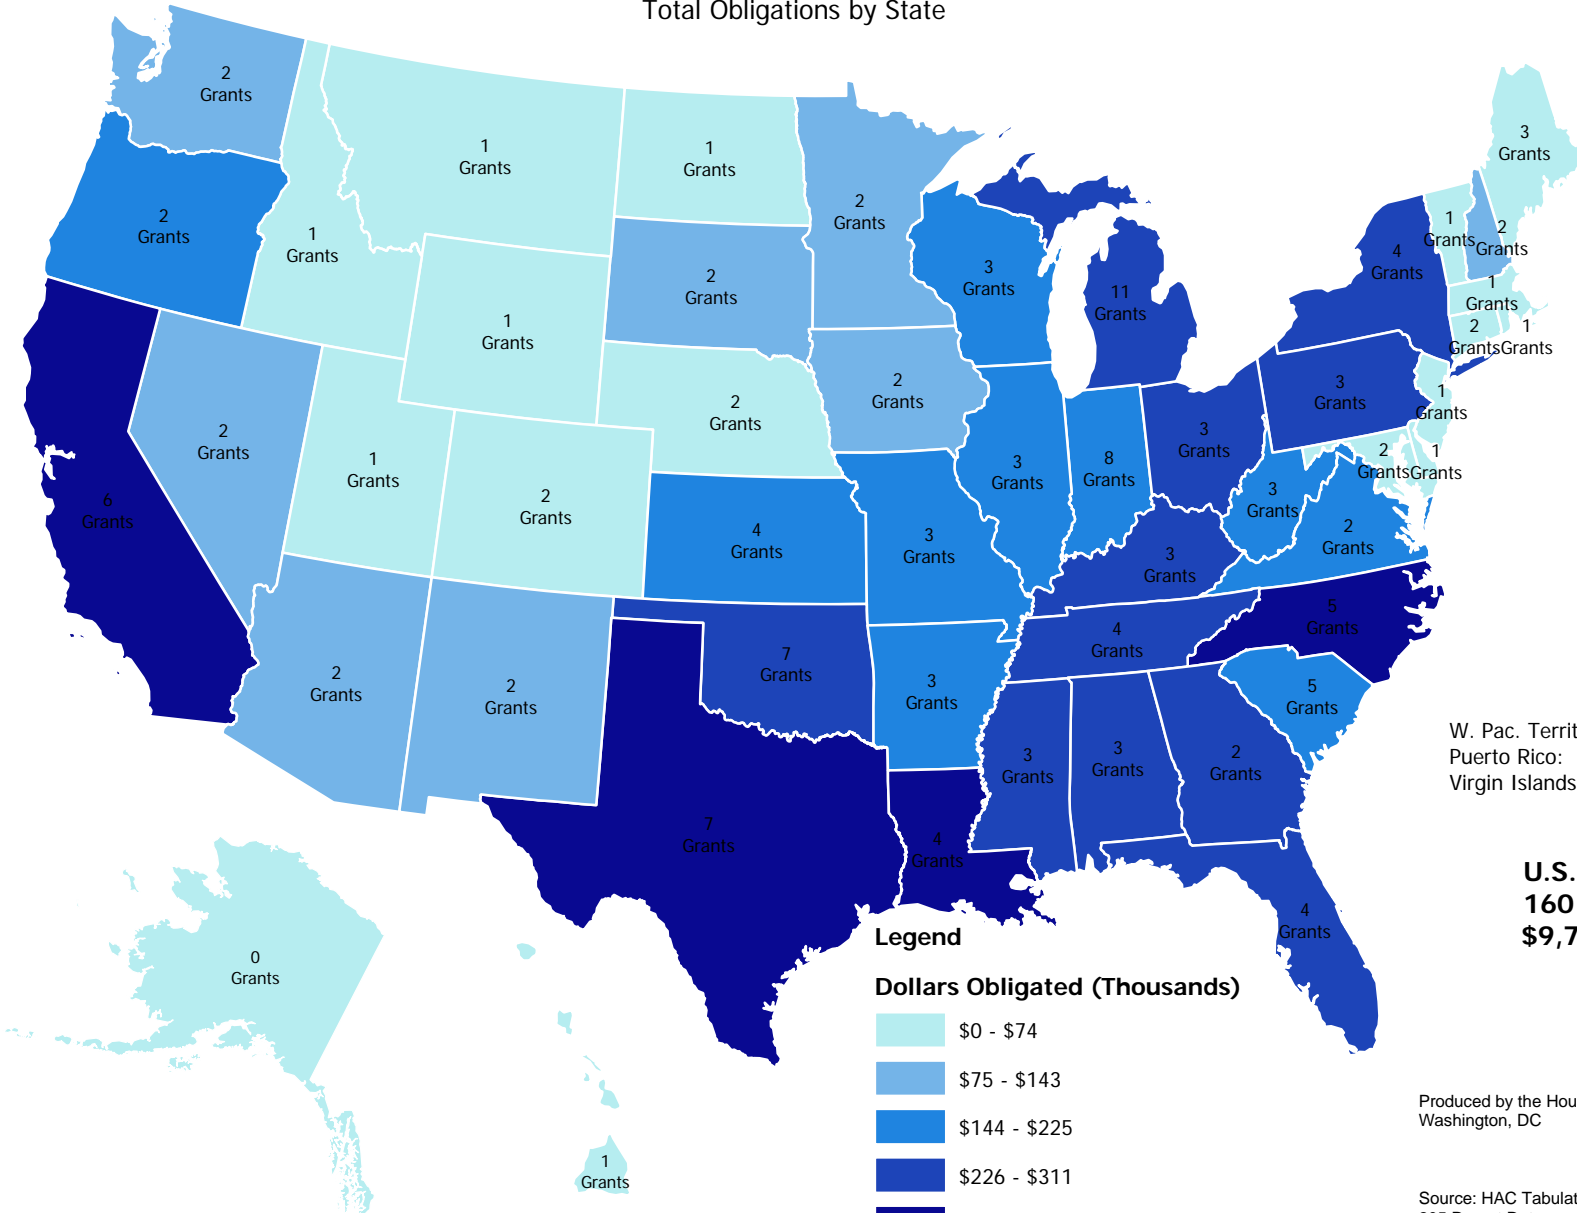 Total Obligations by State
2
Grants
1
Grants
1
Grants
2
Grants
3
Grants
2
Grants
1
Grants
2
Grants
3
Grants
11
Grants
4
Grants
1
Grants
2
Grants
1
Grants
2
Grants
1
Grants
1
Grants
2
Grants
2
Grants
2
Grants
2
Grants
3
Grants
3
Grants
1
Grants
6
Grants
1
Grants
2
Grants
4
Grants
3
Grants
3
Grants
8
Grants
3
Grants
2
Grants
2
Grants
1
Grants
3
Grants
5
Grants
2
Grants
2
Grants
7
Grants
3
Grants
4
Grants
5
Grants
7
Grants
4
Grants
3
Grants
3
Grants
2
Grants
4
Grants
0
Grants
1
Grants
W. Pac. Territ
Puerto Rico:
Virgin Islands
U.S.
160
$9,7
Legend
Dollars Obligated (Thousands)
$0 - $74
$75 - $143
$144 - $225
$226 - $311
Produced by the Hou
Washington, DC
Source: HAC Tabulat